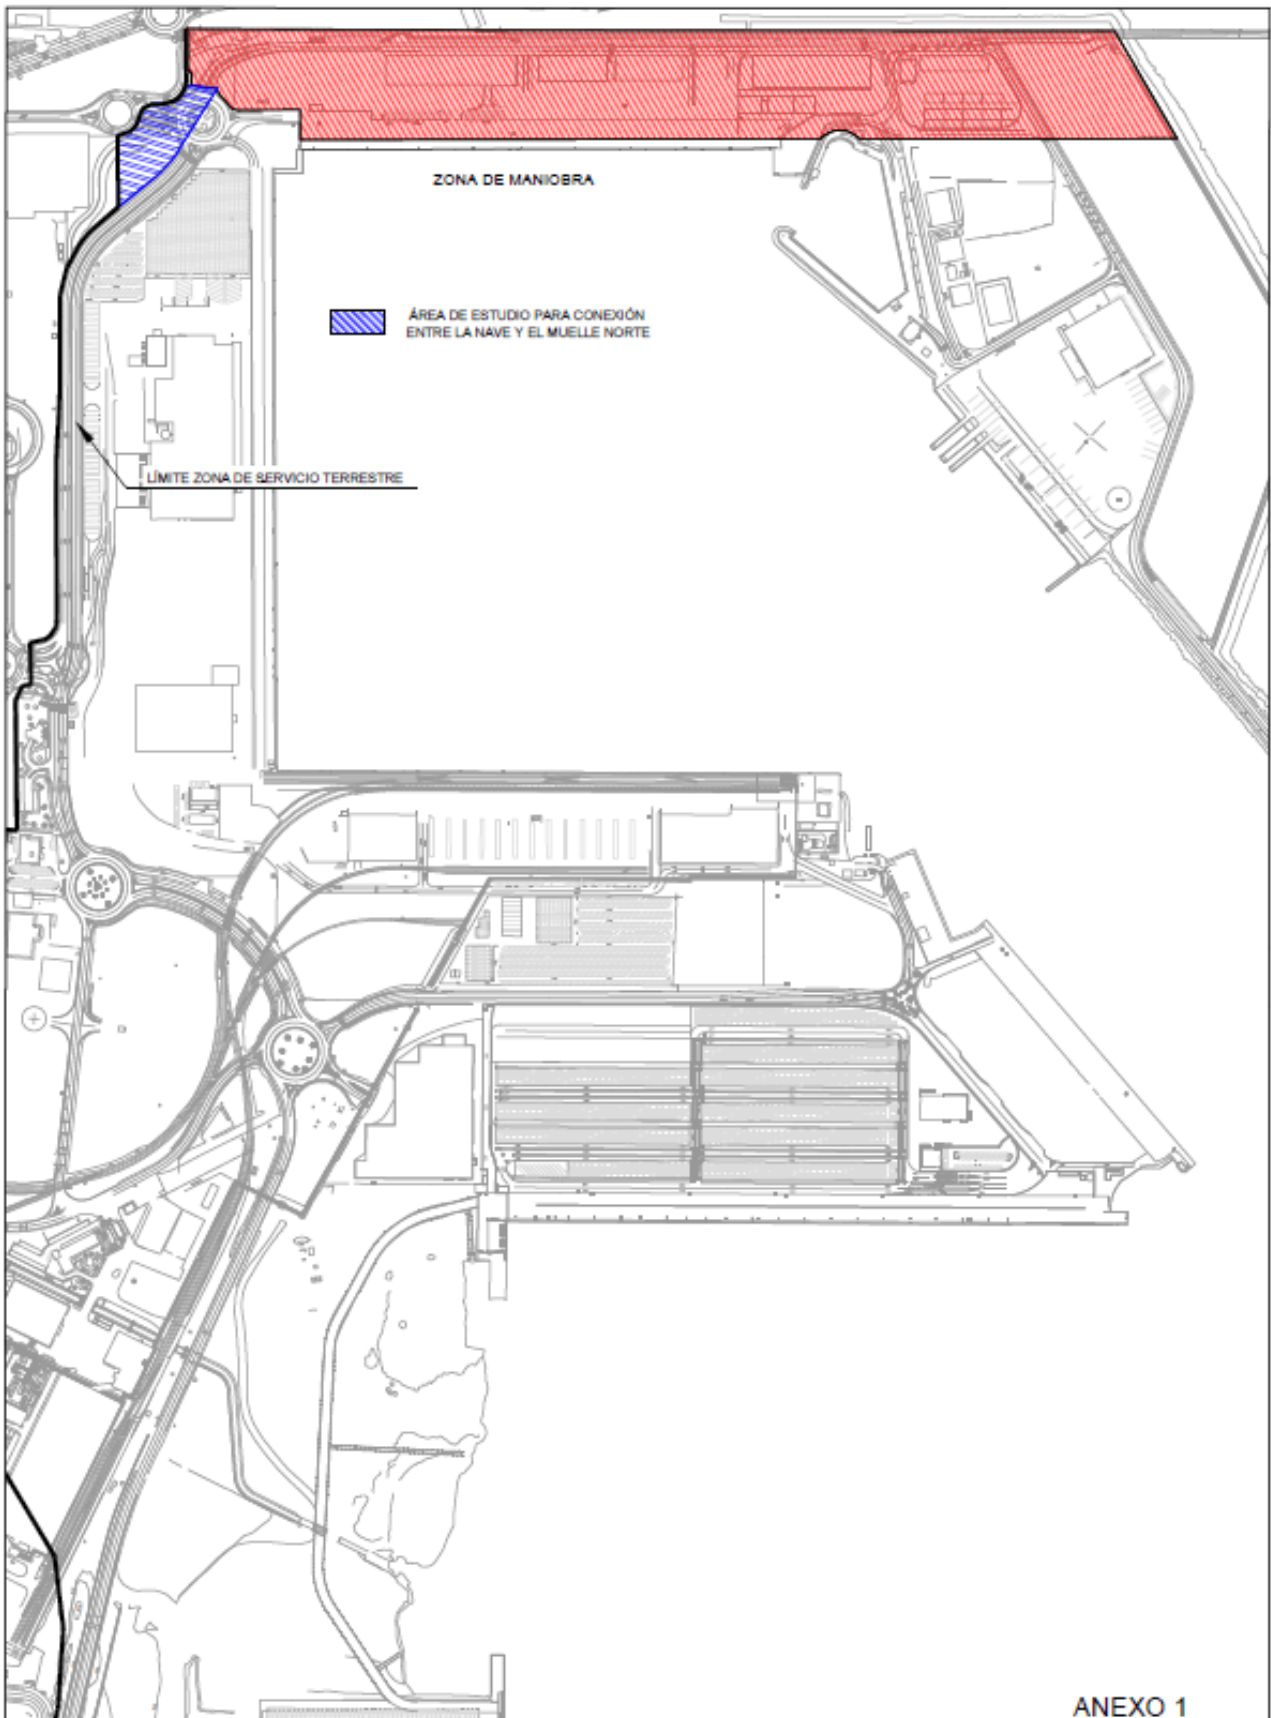 ZONA DE MANIOBRA
ÁREA DE ESTUDIO PARA CONEXIÓN
ENTRE LA NAVE Y EL MUELLE NORTE
LÍMITE ZONA DE SERVICIO TERRESTRE
ANEXO 1